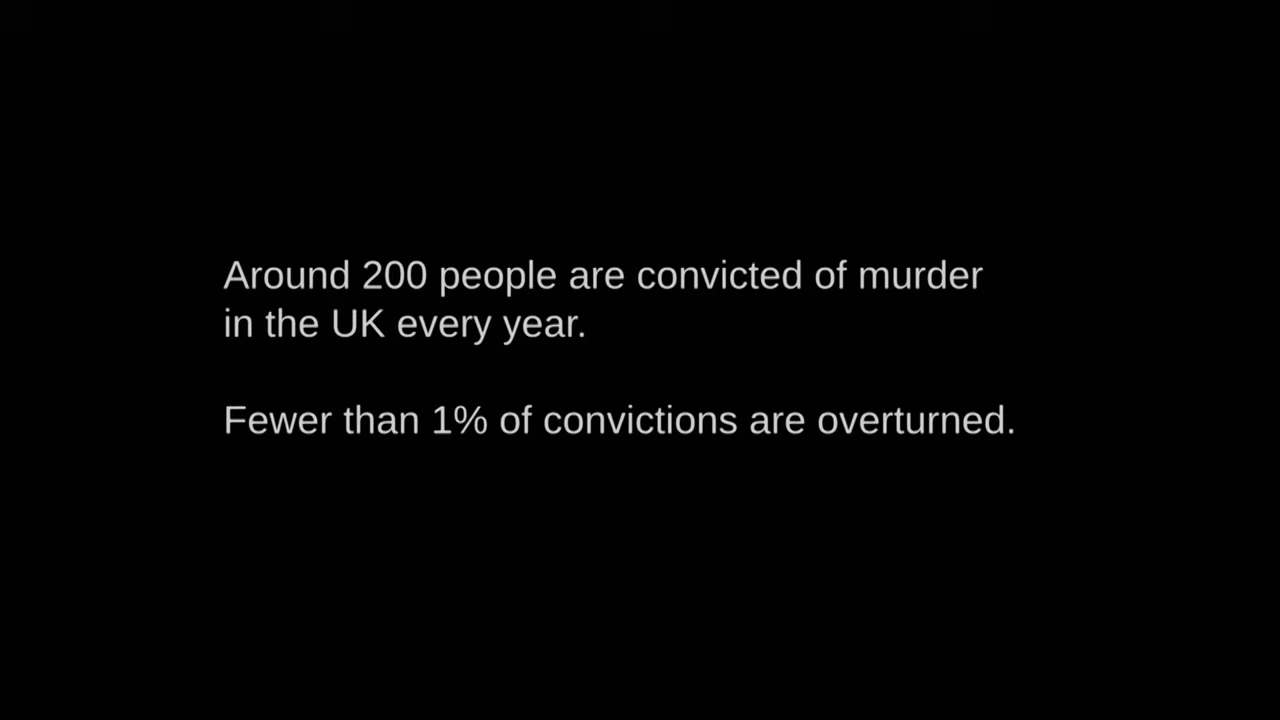 Around 200 people are convicted of murder
in the UK every year.
Fewer than 1% of convictions are overturned.